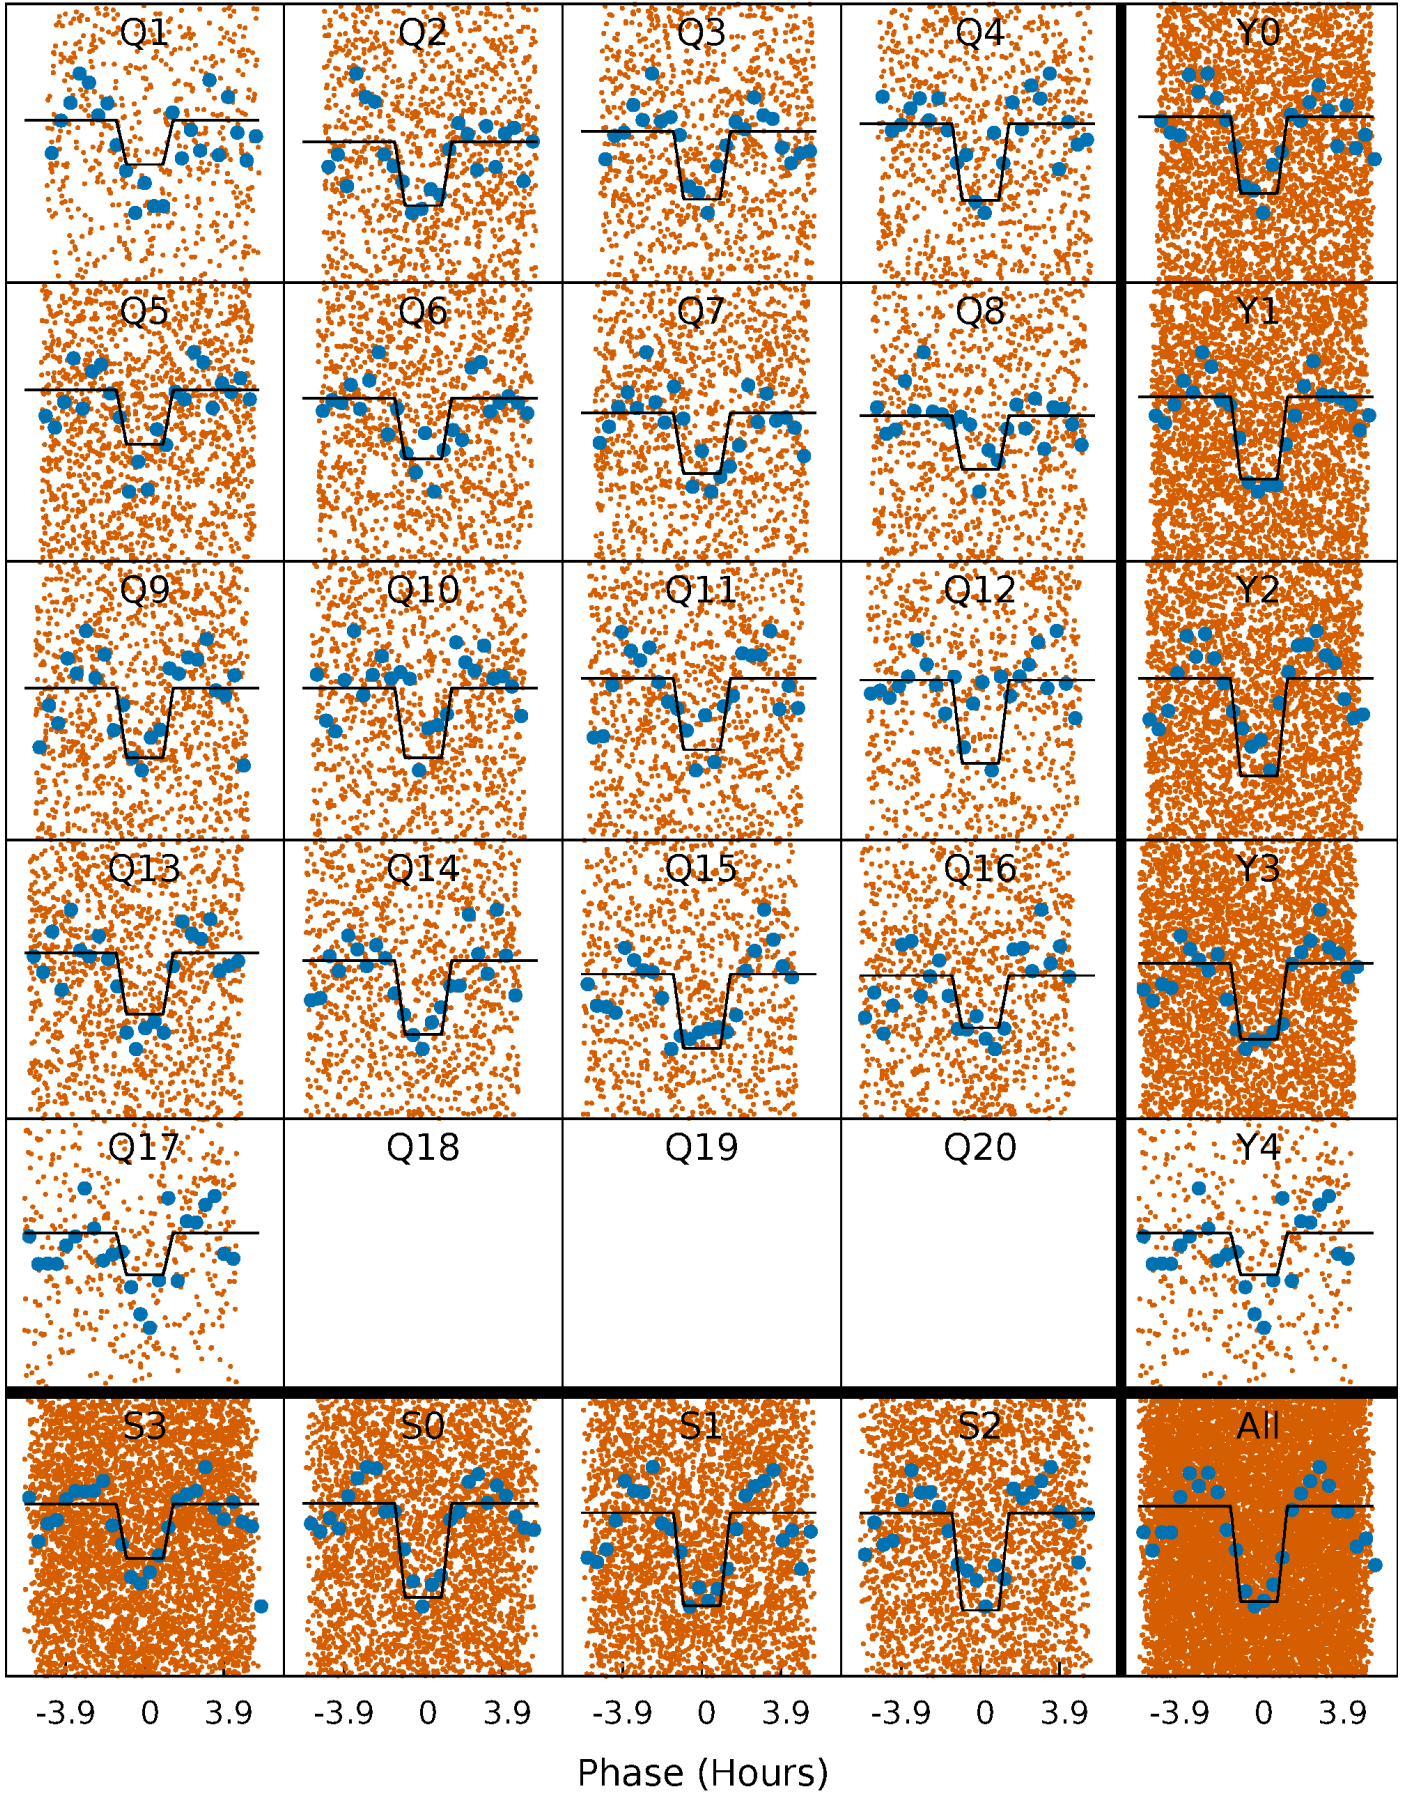 Q1 Q2 Q3 Q4 Y0
Q5 Q6 Q7 Q8 Y1
Q9 Q10 Q11 Q12 Y2
Q13 Q14 Q15 Q16 Y3
Q17 Q18 Q19 Q20 Y4
S3 S0 S1 S2 All
-3.9 0 3.9 -3.9 0 3.9 -3.9 0 3.9 -3.9 0 3.9 -3.9 0 3.9
Phase (Hours)